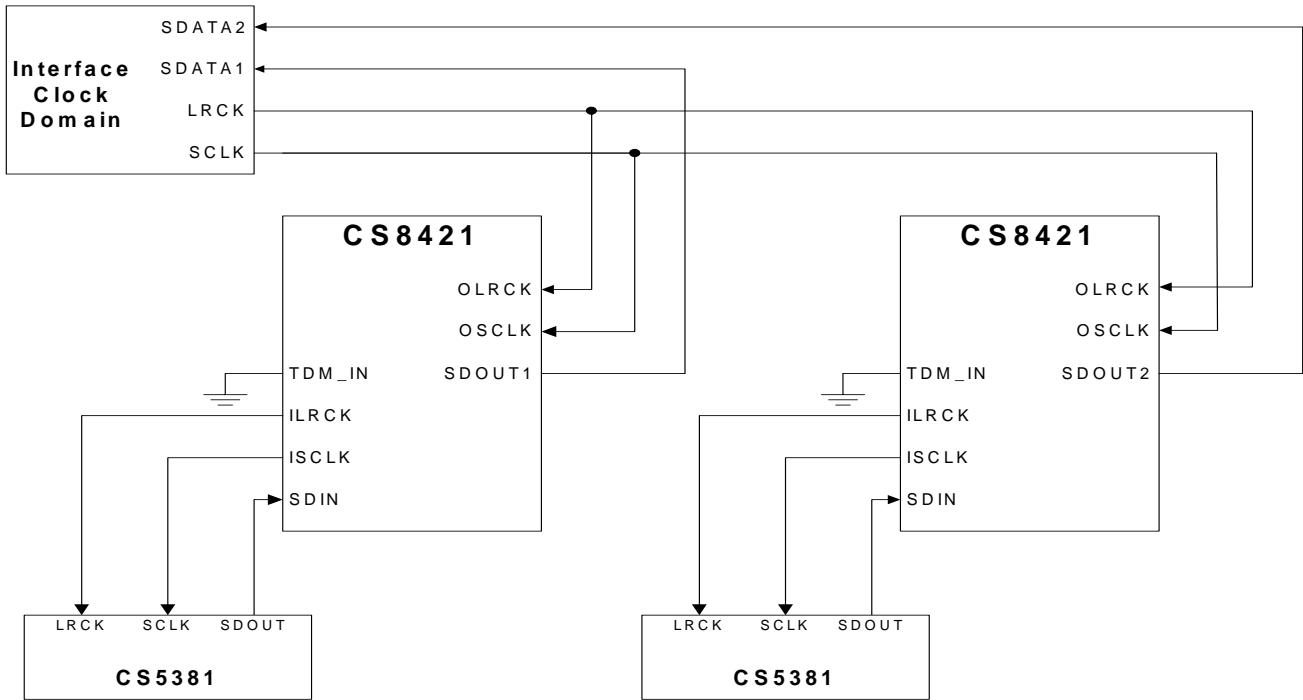 SDATA2
SDATA1
Interface
Clock
Domain
LRCK
SCLK
CS8421
OLRCK
OSCLK
TDM_IN
SDOUT1
ILRCK
ISCLK
SDIN
LRCK
SCLK
SDOUT
CS5381
CS8421
OLRCK
OSCLK
TDM_IN
SDOUT2
ILRCK
ISCLK
SDIN
LRCK
SCLK
SDOUT
CS5381